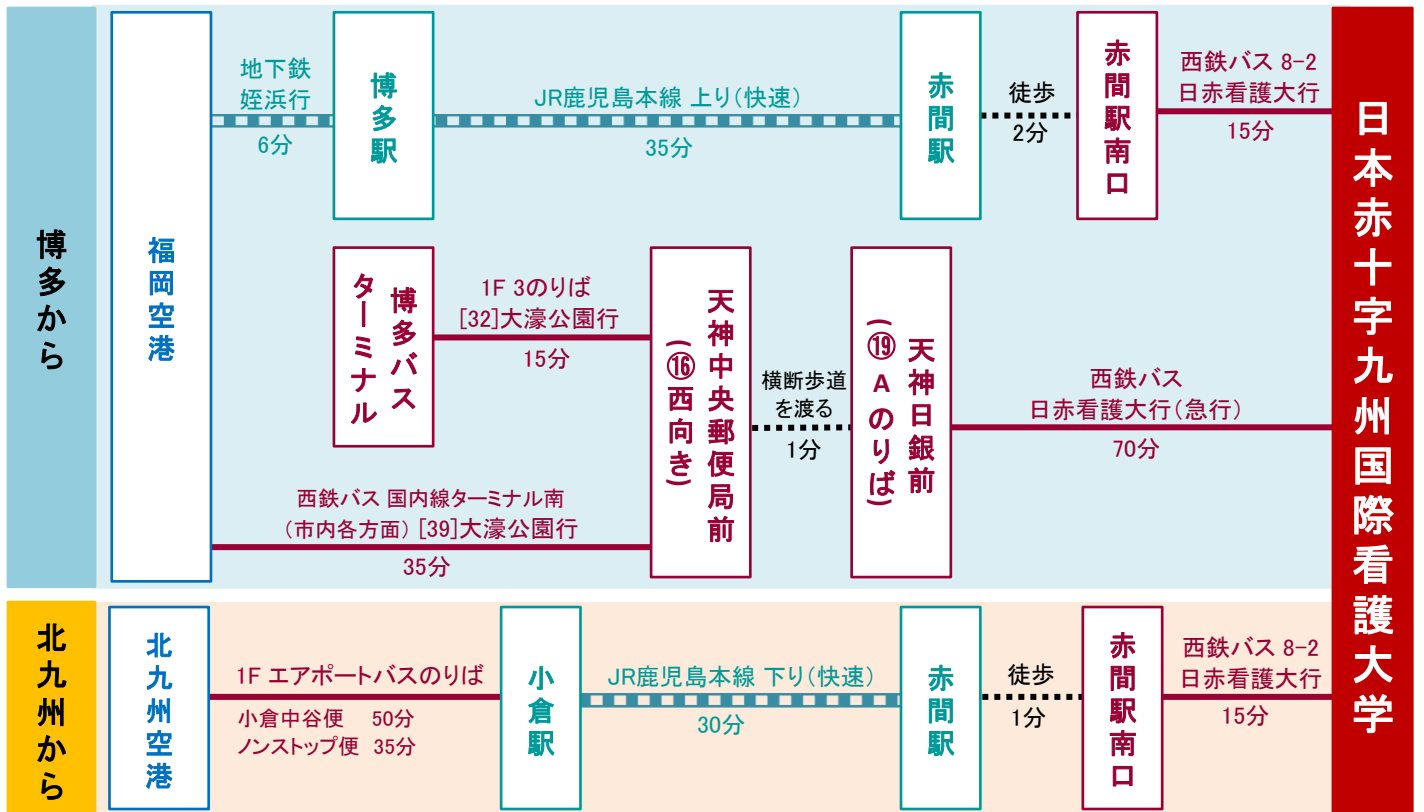 博多から
福岡空港
地下鉄
姪浜行
6分
博多駅
JR鹿児島本線 上り(快速)
35分
赤間駅
徒歩
2分
赤間駅南口
西鉄バス 8-2
日赤看護大行
15分
博多バス
ターミナル
1F 3のりば
[32]大濠公園行
15分
天神中央郵便局前
(⑯西向き)
横断歩道
を渡る
1分
天神日銀前
(⑲Aのりば)
西鉄バス
日赤看護大行(急行)
70分
西鉄バス 国内線ターミナル南
(市内各方面) [39]大濠公園行
35分
北九州から
北九州空港
1F エアポートバスのりば
小倉中谷便 50分
ノンストップ便 35分
小倉駅
JR鹿児島本線 下り(快速)
30分
赤間駅
徒歩
1分
赤間駅南口
西鉄バス 8-2
日赤看護大行
15分
日本赤十字九州国際看護大学